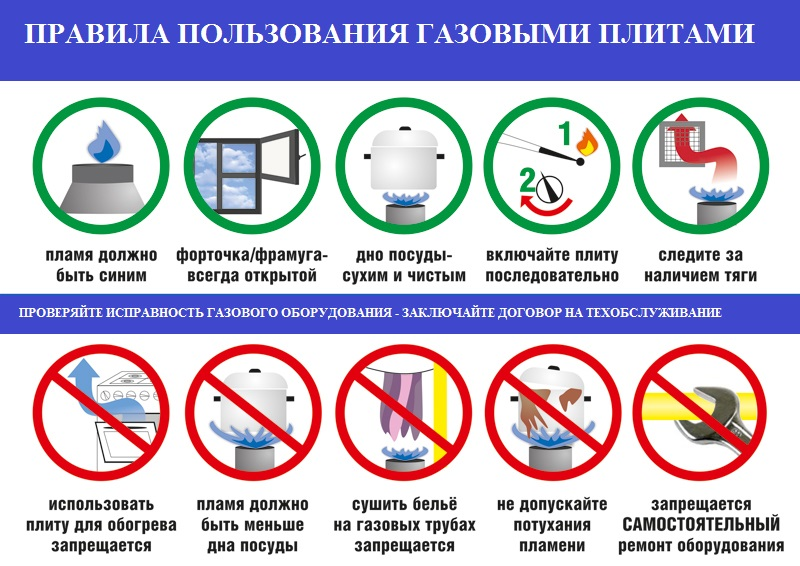 ПРАВИЛА ПОЛЬЗОВАНИЯ ГАЗОВЫМИ ПЛИТАМИ
1
2
пламя должно
быть синим
форточка/фрамуга-
всегда открытой
дно посуды-
сухим и чистым
включайте плиту
последовательно
следите за
наличием тяги
ПРОВЕРЯЙТЕ ИСПРАВНОСТЬ ГАЗОВОГО ОБОРУДОВАНИЯ - ЗАКЛЮЧАЙТЕ ДОГОВОР НА ТЕХОБСЛУЖИВАНИЕ
использовать
плиту для обогрева
запрещается
пламя должно
быть меньше
дна посуды
сушить бельё
на газовых трубах
запрещается
не допускайте
потухания
пламени
запрещается
САМОСТОЯТЕЛЬНЫЙ
ремонт оборудования